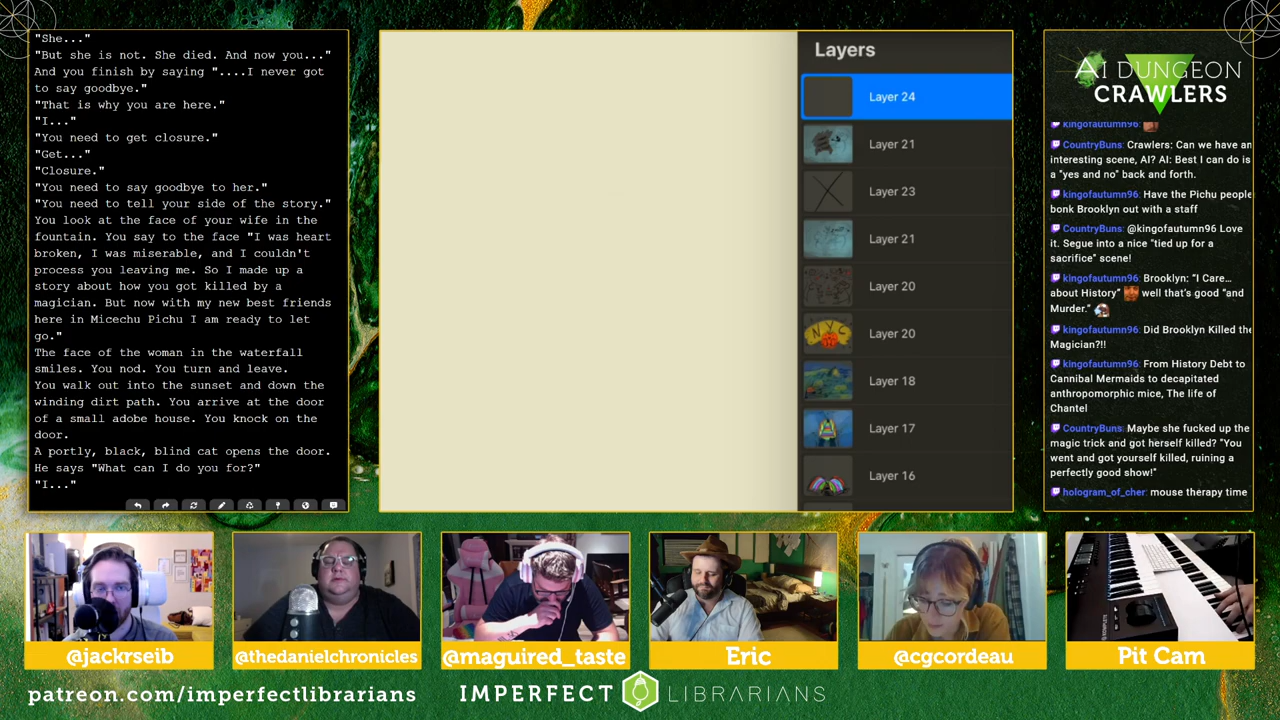 "She..."
"But she is not. She died. And now you..."
And you finish by saying "....I never got
to say goodbye."
"That is why you are here."
"I..."
"You need to get closure."
"Get..."
"Closure."
"You need to say goodbye to her."
"You need to tell your side of the story."
You look at the face of your wife in the
fountain. You say to the face "I was heart
broken, I was miserable, and I couldn't
process you leaving me. So I made up a
story about how you got killed by a
magician. But now with my new best friends
here in Micechu Pichu I am ready to let
go."
The face of the woman in the waterfall
smiles. You nod. You turn and leave.
You walk out into the sunset and down the
winding dirt path. You arrive at the door
of a small adobe house. You knock on the
door.
A portly, black, blind cat opens the door.
He says "What can I do you for?"
"I..."
Layers
Layer 24
Layer 21
Layer 23
Layer 21
Layer 20
NYC
Layer 20
Layer 18
Layer 17
Layer 16
AI DUNGEON
CRAWLERS
kingofautumn96:
CountryBuns: Crawlers: Can we have an
interesting scene, AI? AI: Best I can do is
a "yes and no" back and forth.
kingofautumn96: Have the Pichu people
bonk Brooklyn out with a staff
CountryBuns: @kingofautumn96 Love
it. Segue into a nice "tied up for a
sacrifice" scene!
kingofautumn96: Brooklyn: "I Care...
about History" well that's good "and
Murder."
kingofautumn96: Did Brooklyn Killed the
Magician?!!
kingofautumn96: From History Debt to
Cannibal Mermaids to decapitated
anthropomorphic mice, The life of
Chantel
CountryBuns: Maybe she fucked up the
magic trick and got herself killed? "You
went and got yourself killed, ruining a
perfectly good show!"
hologram_of_cher: mouse therapy time
@jackrseib
@thedanielchronicles
@maguired_taste
Eric
@cgcordeau
Pit Cam
patreon.com/imperfectlibrarians
IMPERFECT LIBRARIANS